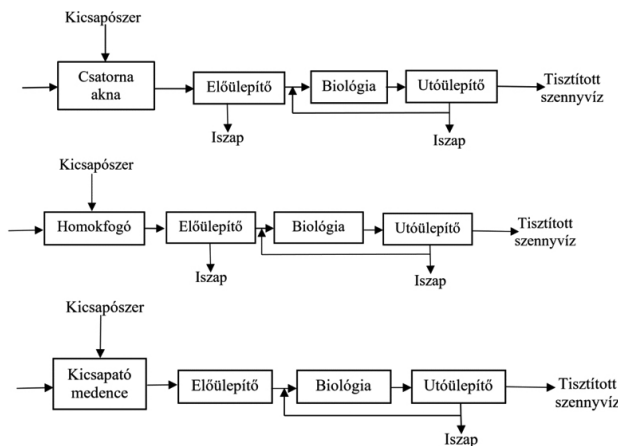 Kicsapószer
Csatorna
akna
Előülepítő
Biológia
Utóülepítő
Tisztított
szennyvíz
Iszap
Iszap
Kicsapószer
Homokfogó
Előülepítő
Biológia
Utóülepítő
Tisztított
szennyvíz
Iszap
Iszap
Kicsapószer
Kicsapató
medence
Előülepítő
Biológia
Utóülepítő
Tisztított
szennyvíz
Iszap